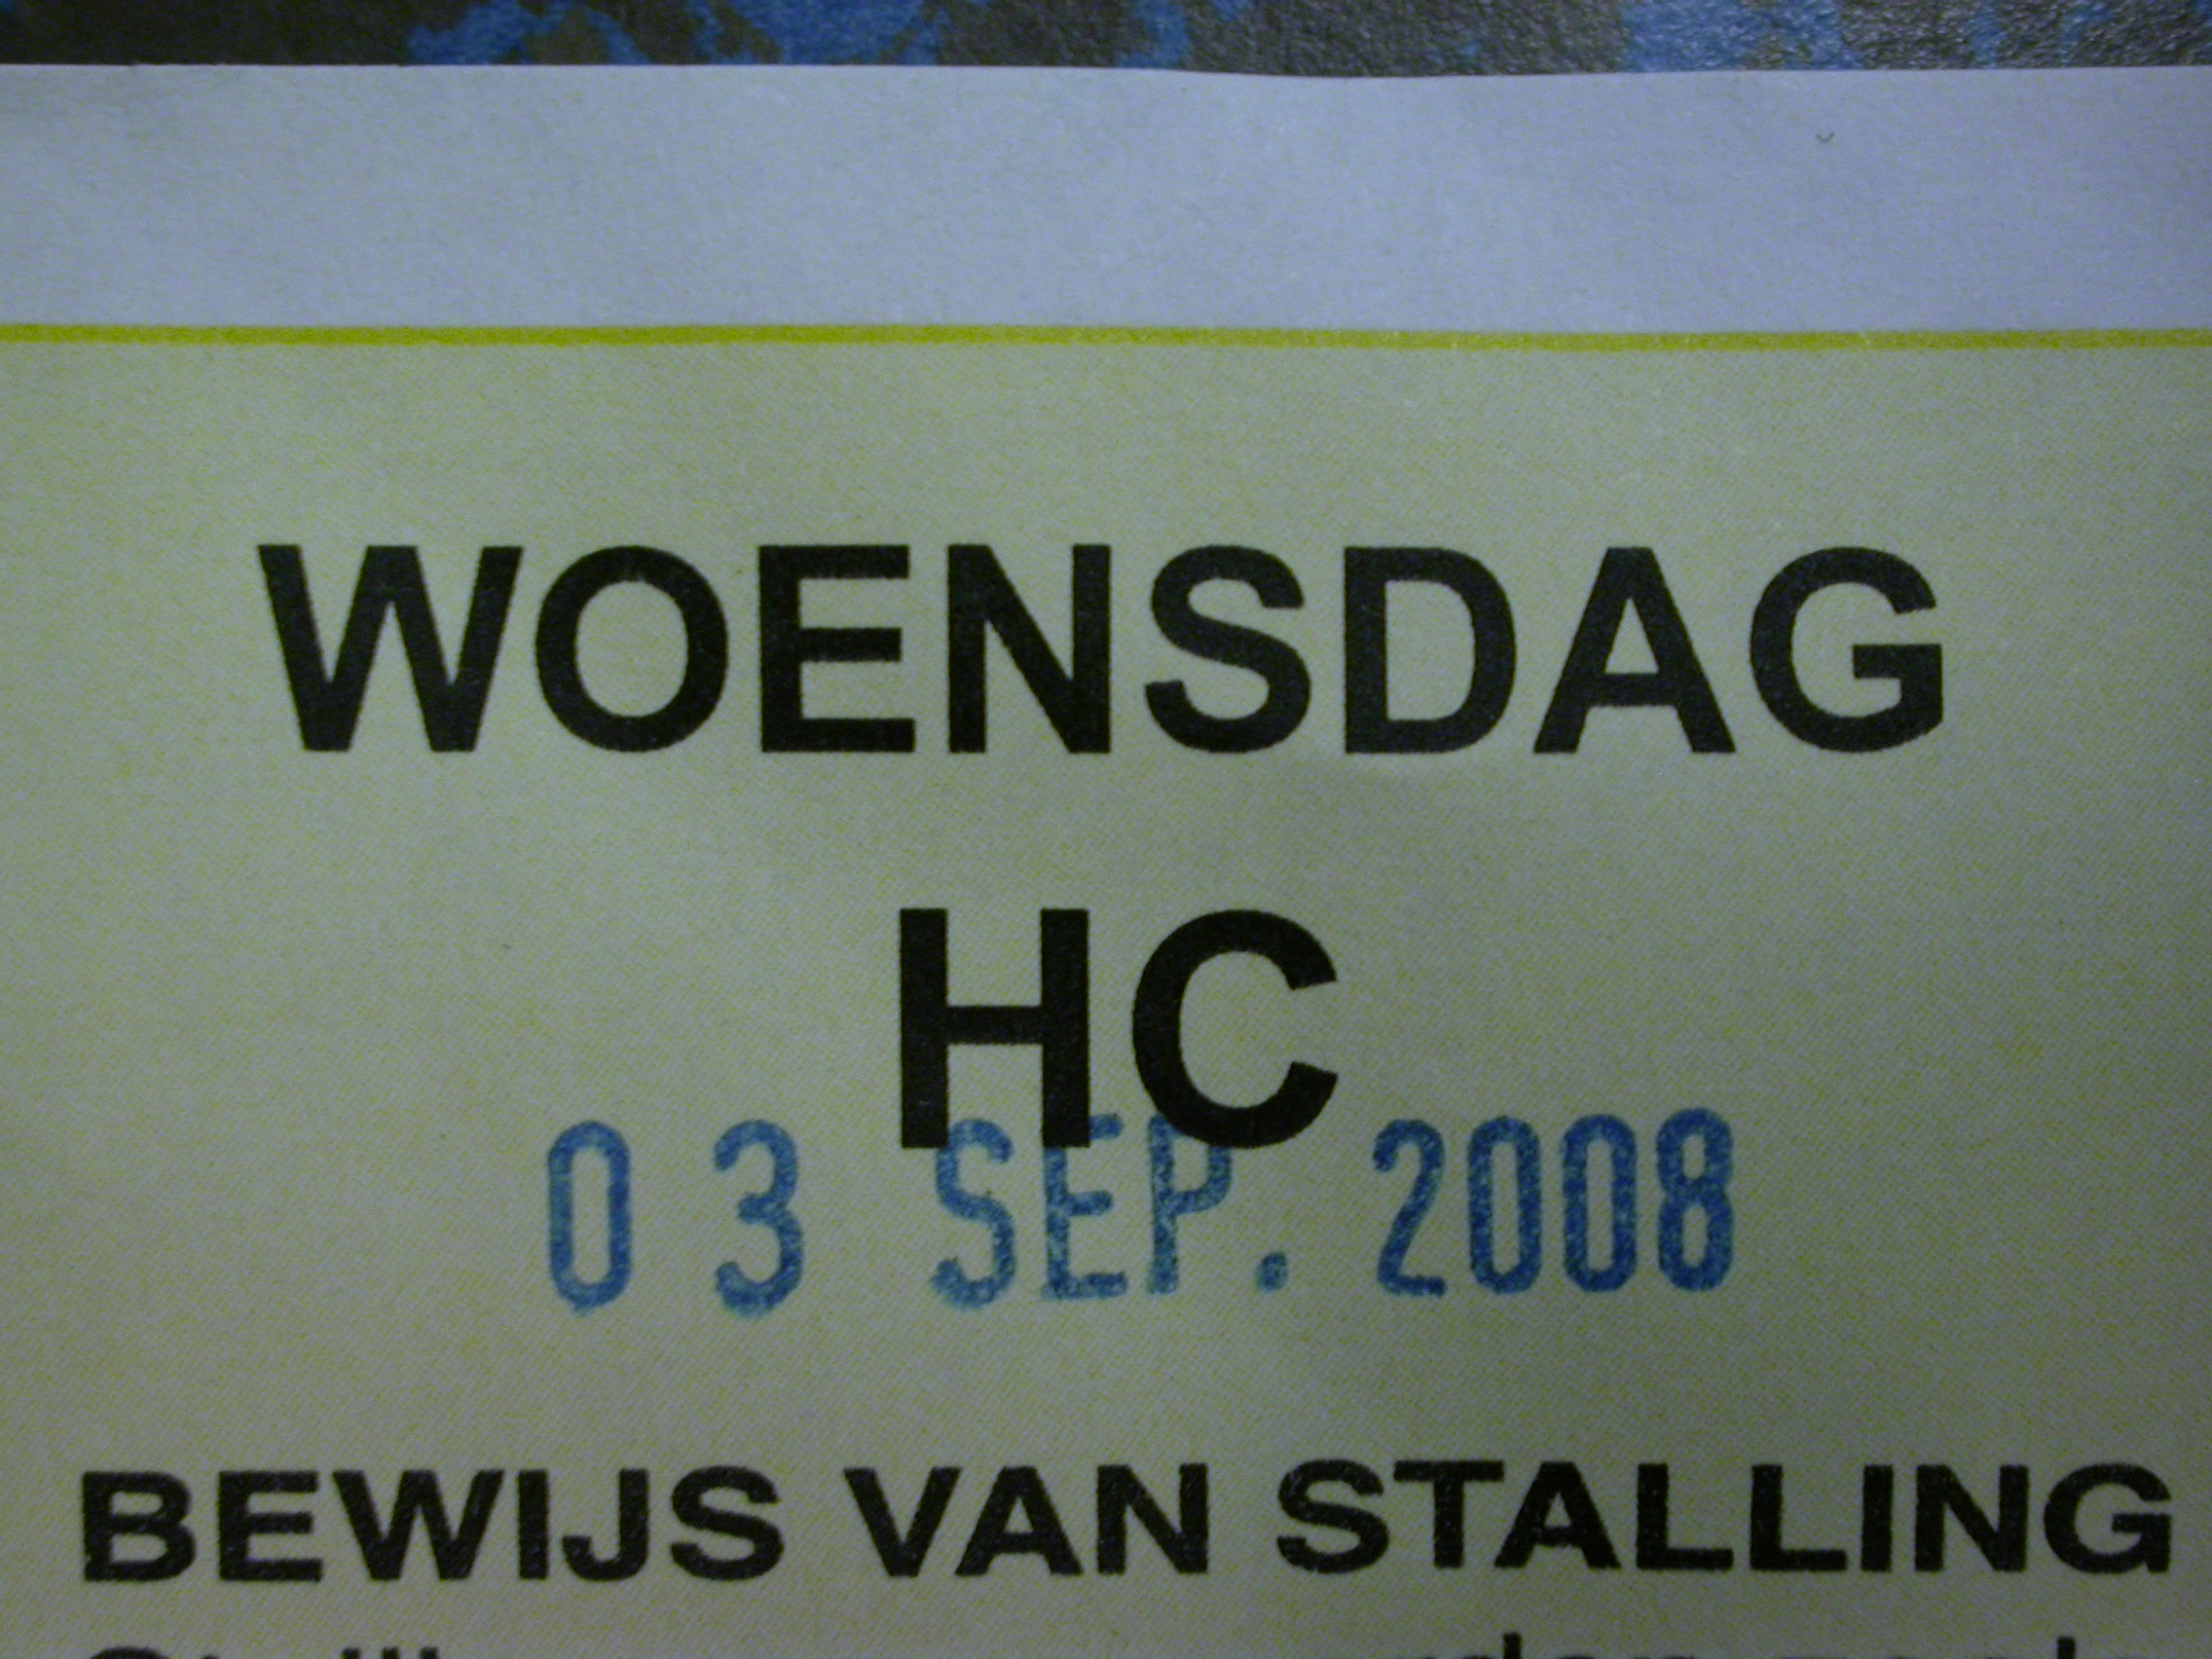 WOENSDAG
HC
03 SEP. 2008
BEWIJS VAN STALLING